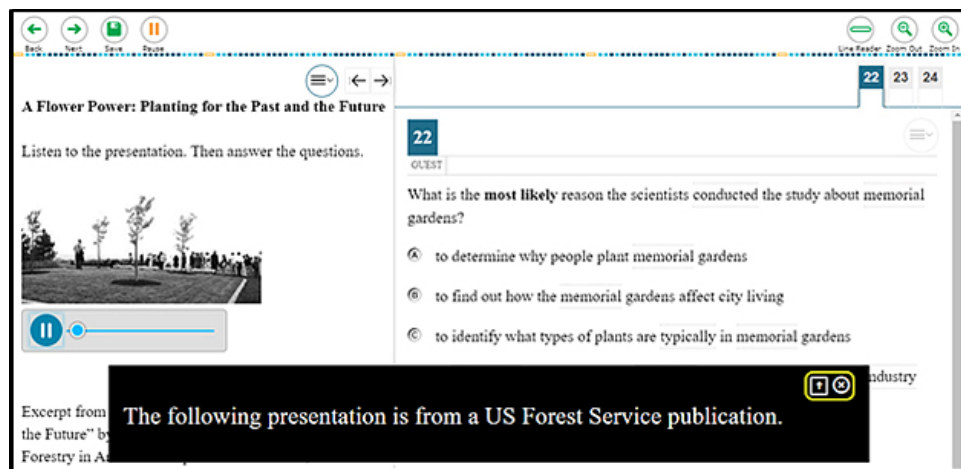 Back Next Save Pause
Line Reader Zoom Out Zoom In
22 23 24
A Flower Power: Planting for the Past and the Future
Listen to the presentation. Then answer the questions.
22
GUEST
What is the most likely reason the scientists conducted the study about memorial
gardens?
A to determine why people plant memorial gardens
B to find out how the memorial gardens affect city living
C to identify what types of plants are typically in memorial gardens
industry
The following presentation is from a US Forest Service publication.
Excerpt from
the Future” by
Forestry in